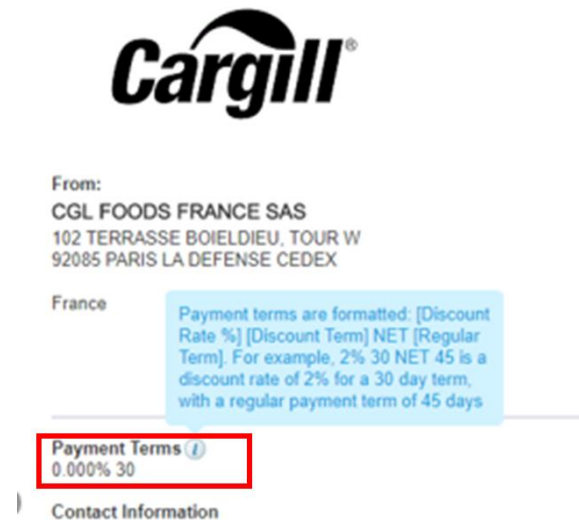 Cargill®
From:
CGL FOODS FRANCE SAS
102 TERRASSE BOIELDIEU, TOUR W
92085 PARIS LA DEFENSE CEDEX
France
Payment terms are formatted: [Discount
Rate %] [Discount Term] NET [Regular
Term]. For example, 2% 30 NET 45 is a
discount rate of 2% for a 30 day term,
with a regular payment term of 45 days
Payment Terms i
0.000% 30
Contact Information